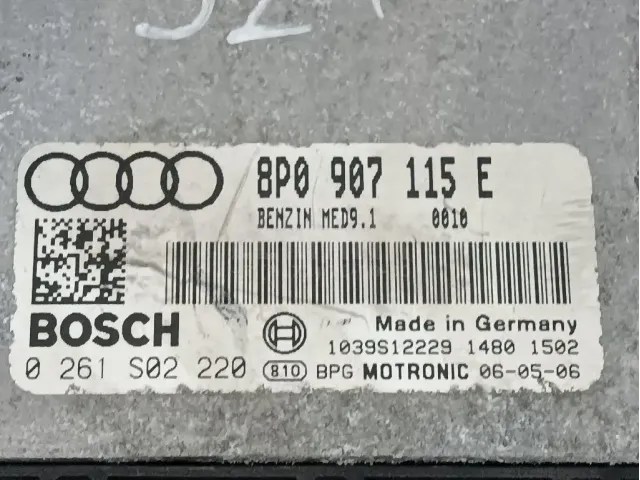 8P0 907 115 E
BENZIN MED9.1 0010
BOSCH
Made in Germany
1039S12229 1480 1502
0 261 S02 220 810 BPG MOTRONIC 06-05-06